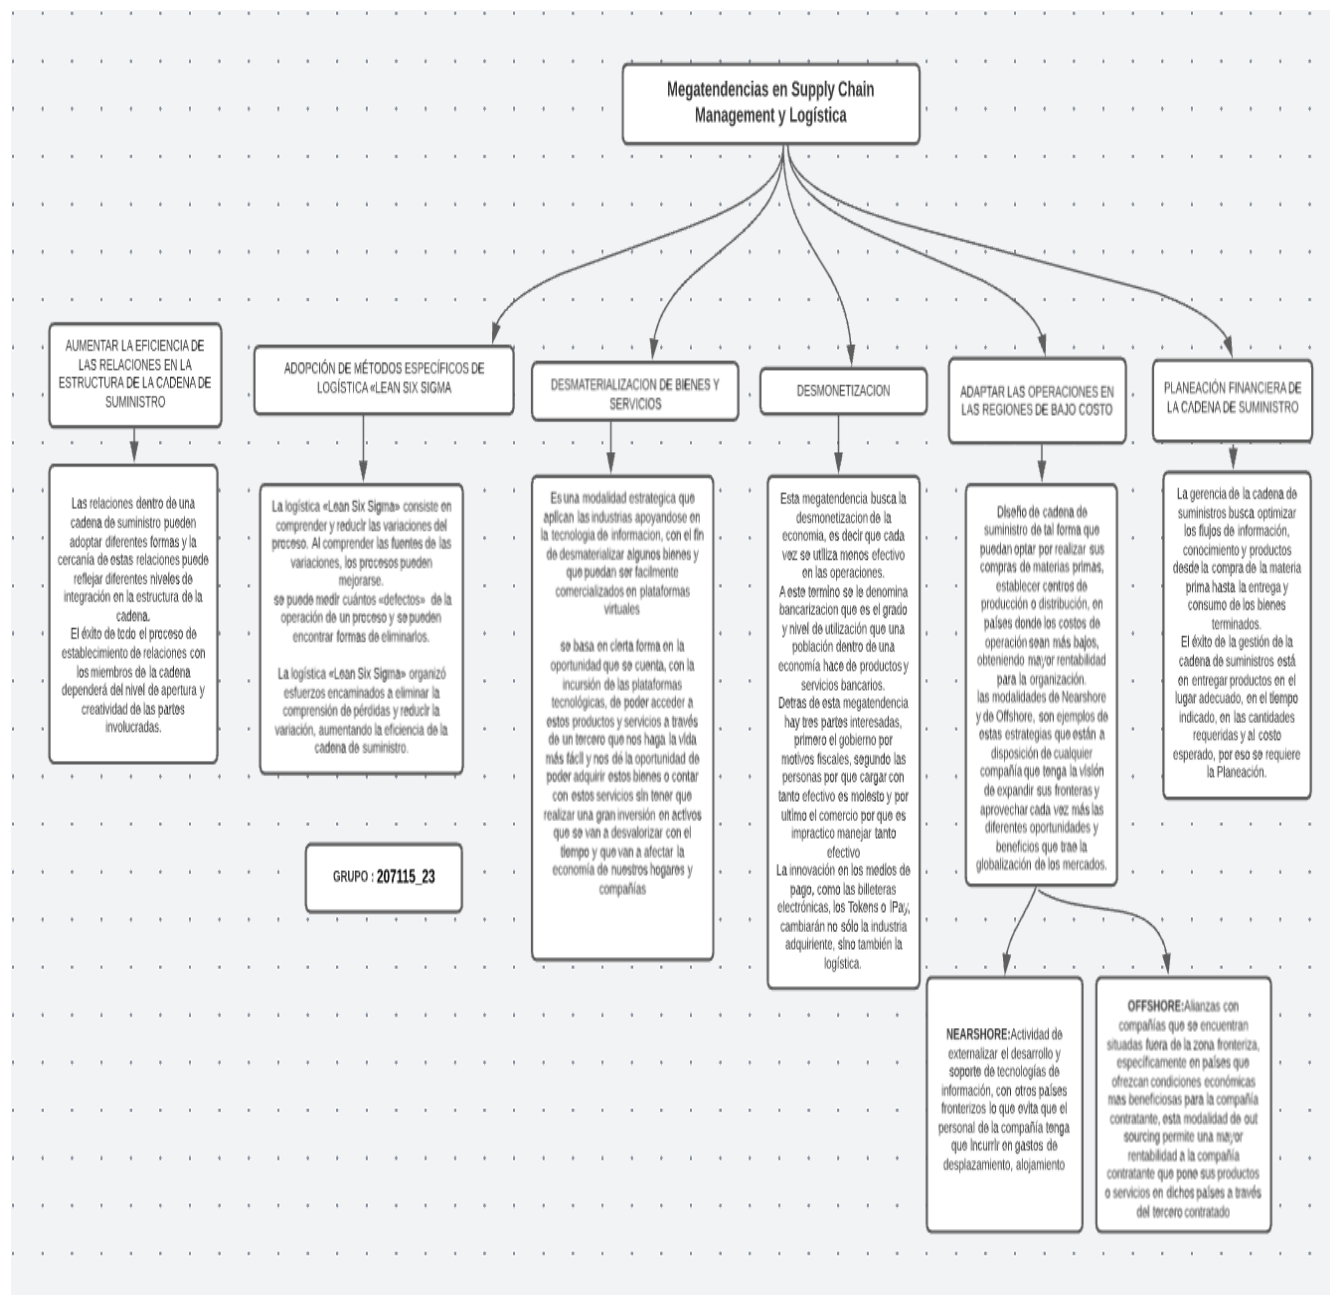 Megatendencias en Supply Chain
Management y Logística
AUMENTAR LA EFICIENCIA DE
LAS RELACIONES EN LA
ESTRUCTURA DE LA CADENA DE
SUMINISTRO
Las relaciones dentro de una
cadena de suministro pueden
adoptar diferentes formas y la
cercanía de estas relaciones puede
reflejar diferentes niveles de
integración en la estructura de la
cadena.
El éxito de todo el proceso de
establecimiento de relaciones con
los miembros de la cadena
dependerá del nivel de apertura y
creatividad de las partes
involucradas.
ADOPCIÓN DE MÉTODOS ESPECÍFICOS DE
LOGÍSTICA «LEAN SIX SIGMA
La logística «Lean Six Sigma» consiste en
comprender y reducir las variaciones del
proceso. Al comprender las fuentes de las
variaciones, los procesos pueden
mejorarse.
se puede medir cuántos «defectos» de la
operación de un proceso y se pueden
encontrar formas de eliminarlos.
La logística «Lean Six Sigma» organizó
esfuerzos encaminados a eliminar la
comprensión de pérdidas y reducir la
variación, aumentando la eficiencia de la
cadena de suministro.
GRUPO : 207115_23
DESMATERIALIZACION DE BIENES Y
SERVICIOS
Es una modalidad estrategica que
aplican las industrias apoyandose en
la tecnologia de informacion, con el fin
de desmaterializar algunos bienes y
que puedan ser facilmente
comercializados en plataformas
virtuales
se basa en cierta forma en la
oportunidad que se cuenta, con la
incursión de las plataformas
tecnológicas, de poder acceder a
estos productos y servicios a través
de un tercero que nos haga la vida
más fácil y nos dé la oportunidad de
poder adquirir estos bienes o contar
con estos servicios sin tener que
realizar una gran inversión en activos
que se van a desvalorizar con el
tiempo y que van a afectar la
economía de nuestros hogares y
compañías
DESMONETIZACION
Esta megatendencia busca la
desmonetizacion de la
economia, es decir que cada
vez se utiliza menos efectivo
en las operaciones.
A este termino se le denomina
bancarizacion que es el grado
y nivel de utilización que una
población dentro de una
economía hace de productos y
servicios bancarios.
Detras de esta megatendencia
hay tres partes interesadas,
primero el gobierno por
motivos fiscales, segundo las
personas por que cargar con
tanto efectivo es molesto y por
ultimo el comercio por que es
impractico manejar tanto
efectivo
La innovación en los medios de
pago, como las billeteras
electrónicas, los Tokens o IPay,
cambiarán no sólo la industria
adquiriente, sino también la
logística.
ADAPTAR LAS OPERACIONES EN
LAS REGIONES DE BAJO COSTO
Diseño de cadena de
suministro de tal forma que
puedan optar por realizar sus
compras de materias primas,
establecer centros de
producción o distribución, en
países donde los costos de
operación sean más bajos,
obteniendo mayor rentabilidad
para la organización.
las modalidades de Nearshore
y de Offshore, son ejemplos de
estas estrategias que están a
disposición de cualquier
compañía que tenga la visión
de expandir sus fronteras y
aprovechar cada vez más las
diferentes oportunidades y
beneficios que trae la
globalización de los mercados.
NEARSHORE:Actividad de
externalizar el desarrollo y
soporte de tecnologías de
información, con otros países
fronterizos lo que evita que el
personal de la compañía tenga
que incurrir en gastos de
desplazamiento, alojamiento
OFFSHORE:Alianzas con
compañías que se encuentran
situadas fuera de la zona fronteriza,
específicamente en países que
ofrezcan condiciones económicas
mas beneficiosas para la compañía
contratante, esta modalidad de out
sourcing permite una mayor
rentabilidad a la compañía
contratante que pone sus productos
o servicios en dichos países a través
del tercero contratado
PLANEACIÓN FINANCIERA DE
LA CADENA DE SUMINISTRO
La gerencia de la cadena de
suministros busca optimizar
los flujos de información,
conocimiento y productos
desde la compra de la materia
prima hasta la entrega y
consumo de los bienes
terminados.
El éxito de la gestión de la
cadena de suministros está
en entregar productos en el
lugar adecuado, en el tiempo
indicado, en las cantidades
requeridas y al costo
esperado, por eso se requiere
la Planeación.